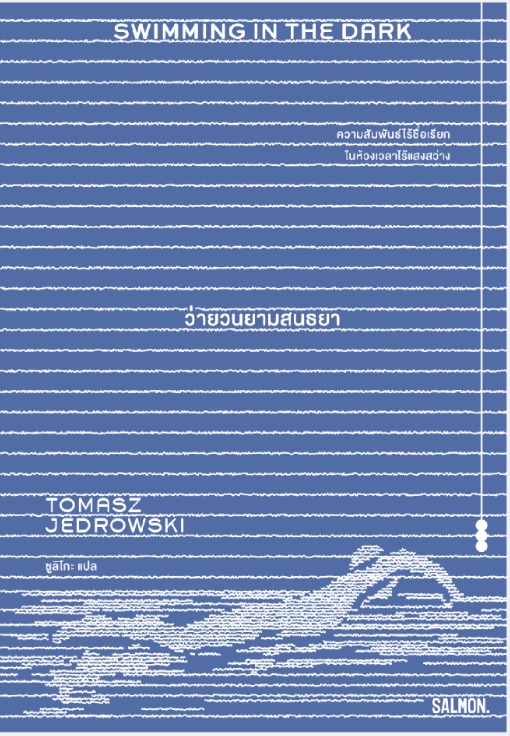 SWIMMING IN THE DARK
ความสัมพันธ์ไร้ชื่อเรียก
ในห้วงเวลาไร้แสงสว่าง
ว่ายวนยามสนธยา
TOMASZ
JEDROWSKI
ซูลิโกะ แปล
SALMON.